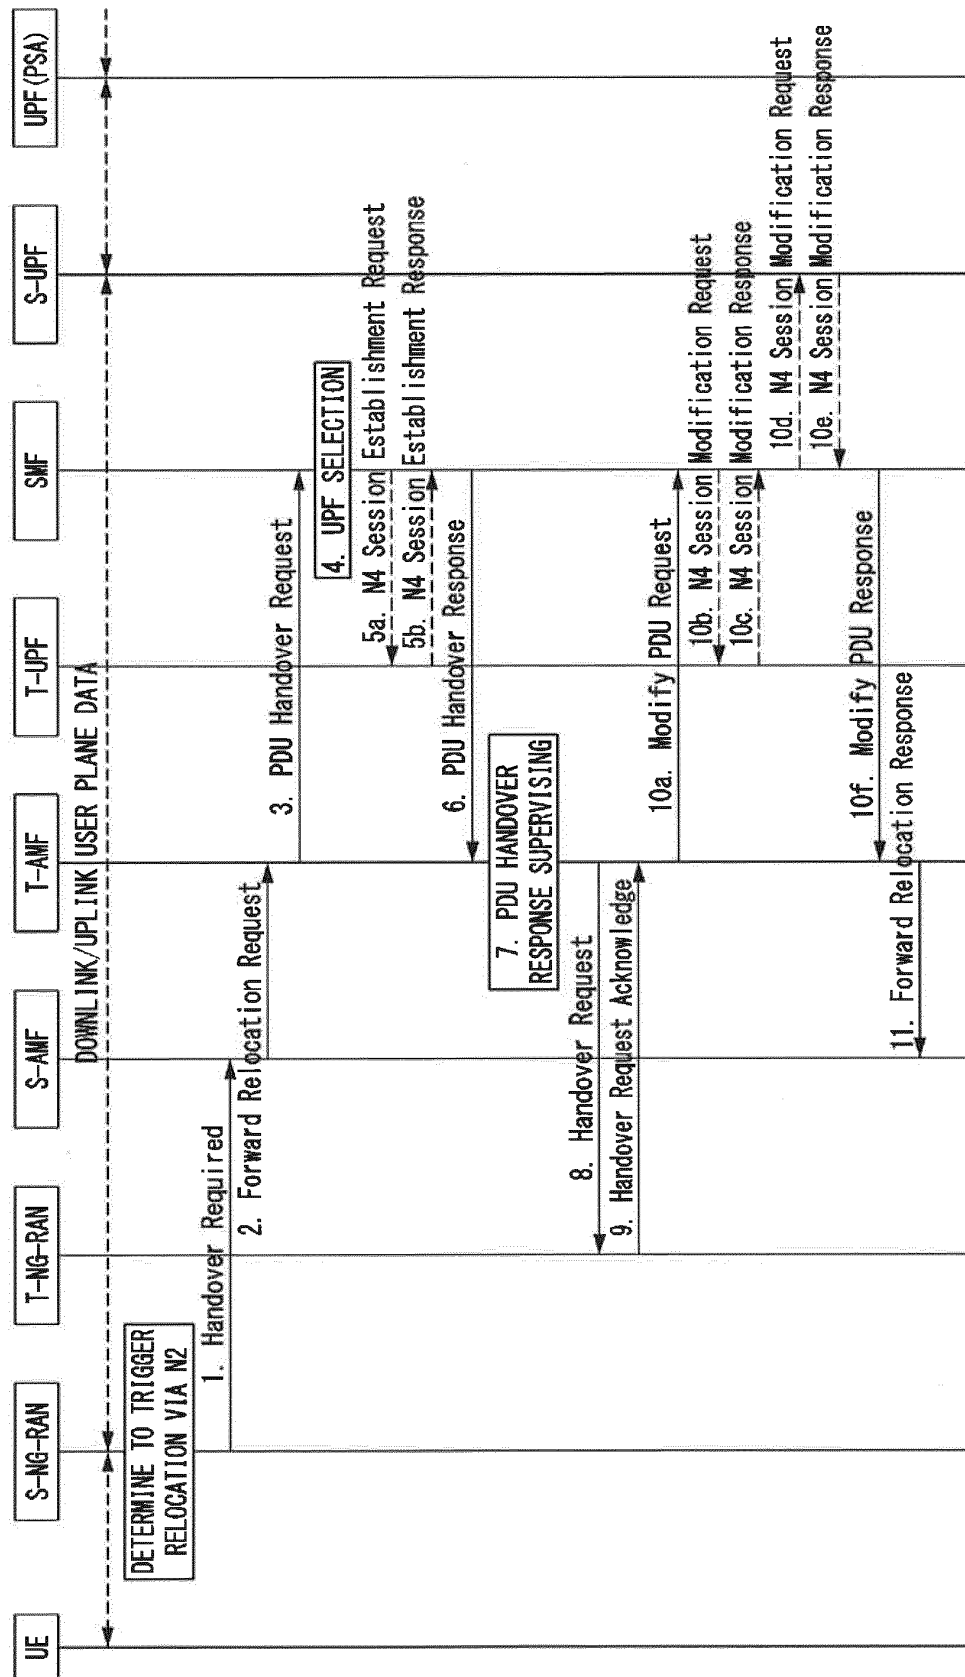 UE
S-NG-RAN
T-NG-RAN
S-AMF
T-AMF
T-UPF
SMF
S-UPF
UPF(PSA)
DOWNLINK/UPLINK USER PLANE DATA
DETERMINE TO TRIGGER
RELOCATION VIA N2
1. Handover Required
2. Forward Relocation Request
3. PDU Handover Request
4. UPF SELECTION
5a. N4 Session Establishment Request
5b. N4 Session Establishment Response
6. PDU Handover Response
7. PDU HANDOVER
RESPONSE SUPERVISING
8. Handover Request
9. Handover Request Acknowledge
10a. Modify PDU Request
10b. N4 Session Modification Request
10c. N4 Session Modification Response
10d. N4 Session Modification Request
10e. N4 Session Modification Response
10f. Modify PDU Response
11. Forward Relocation Response